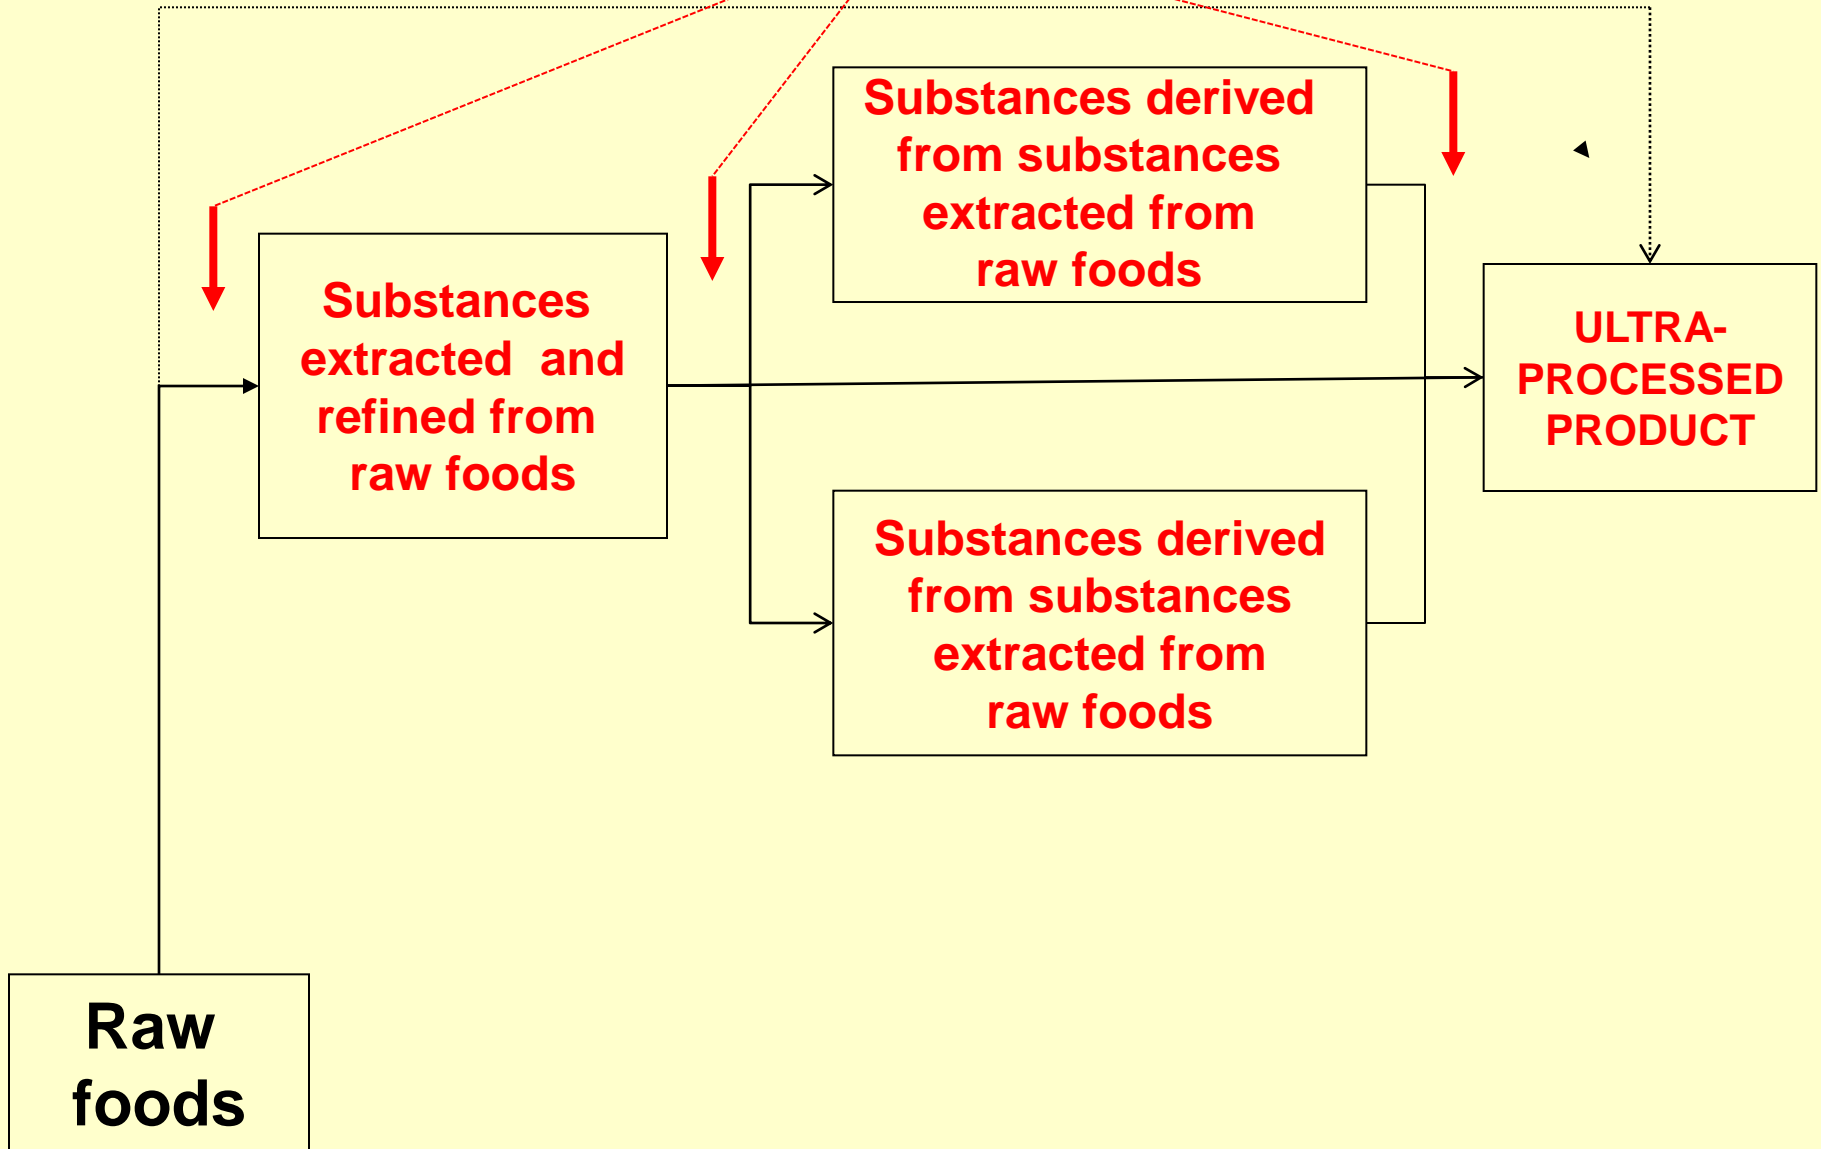 Substances derived
from substances
extracted from
raw foods
Substances
extracted and
refined from
raw foods
ULTRA-
PROCESSED
PRODUCT
Substances derived
from substances
extracted from
raw foods
Raw
foods